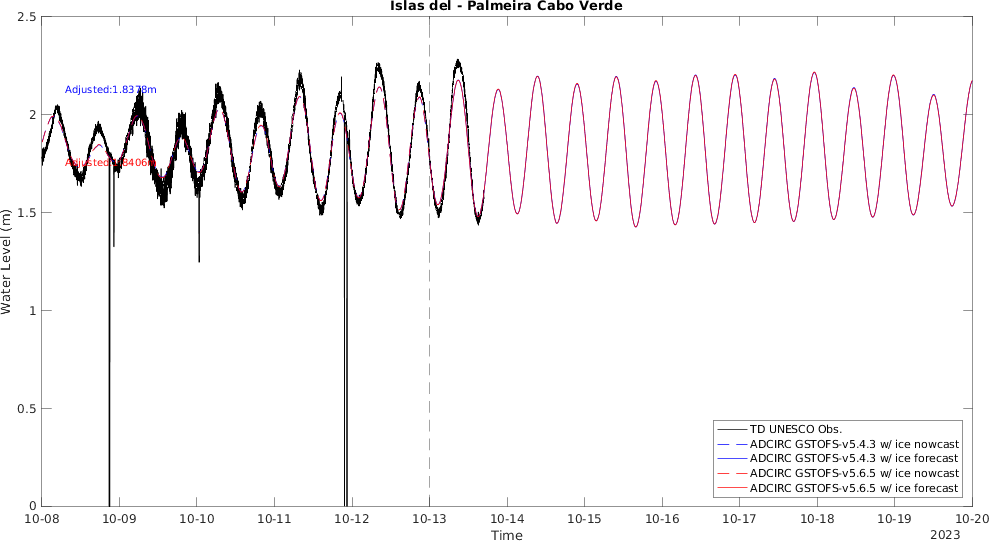 Islas del - Palmeira Cabo Verde
2.5
2
1.5
1
0.5
0
Water Level (m)
Adjusted:1.8378m
Adjusted:1.8406m
TD UNESCO Obs.
ADCIRC GSTOFS-v5.4.3 w/ ice nowcast
ADCIRC GSTOFS-v5.4.3 w/ ice forecast
ADCIRC GSTOFS-v5.6.5 w/ ice nowcast
ADCIRC GSTOFS-v5.6.5 w/ ice forecast
10-08 10-09 10-10 10-11 10-12 10-13 10-14 10-15 10-16 10-17 10-18 10-19 10-20
Time
2023